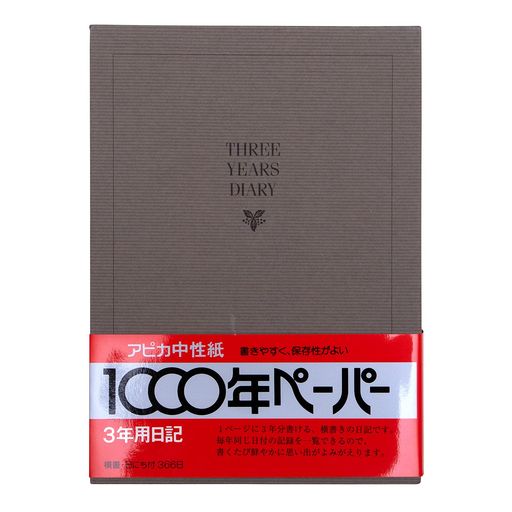 THREE
YEARS
DIARY
アピカ中性紙 書きやすく、保存性がよい
1000年ペーパー
3年用日記
横書・日にち付 366日
1ページに3年分書ける、横書きの日記です。
毎年同じ日付の記録を一覧できるので、
書くたび鮮やかに思い出がよみがえります。